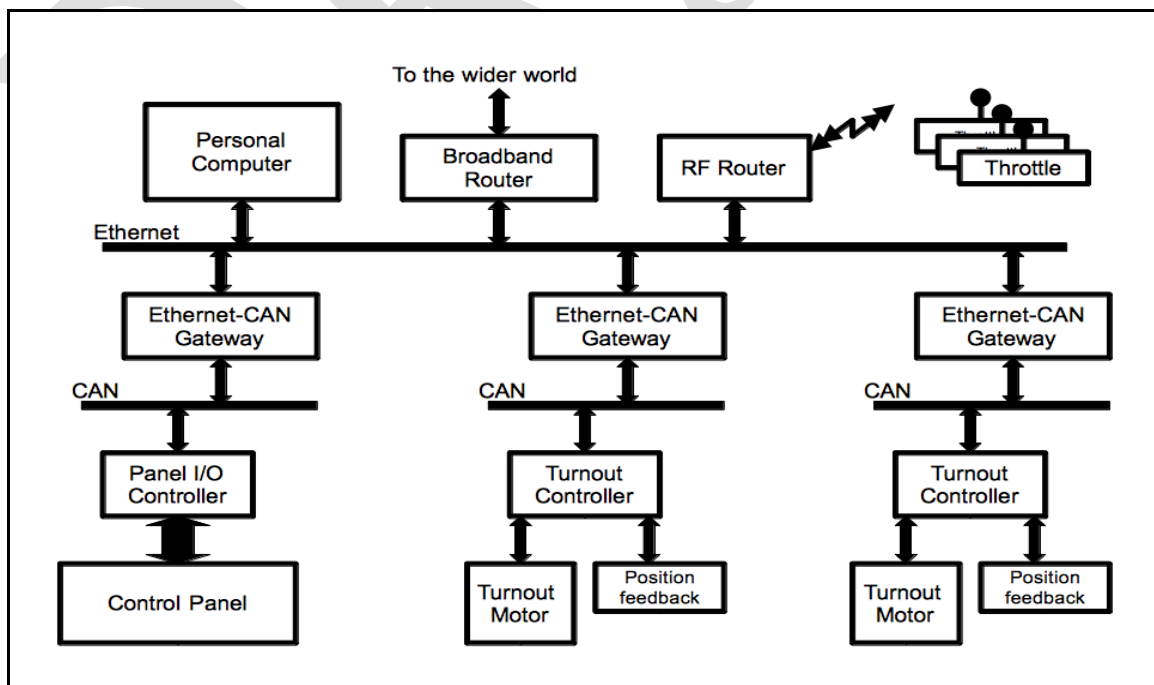 To the wider world
Personal
Computer
Broadband
Router
RF Router
Throttle
Ethernet
Ethernet-CAN
Gateway
Ethernet-CAN
Gateway
Ethernet-CAN
Gateway
CAN
CAN
CAN
Panel I/O
Controller
Turnout
Controller
Turnout
Controller
Control Panel
Turnout
Motor
Position
feedback
Turnout
Motor
Position
feedback